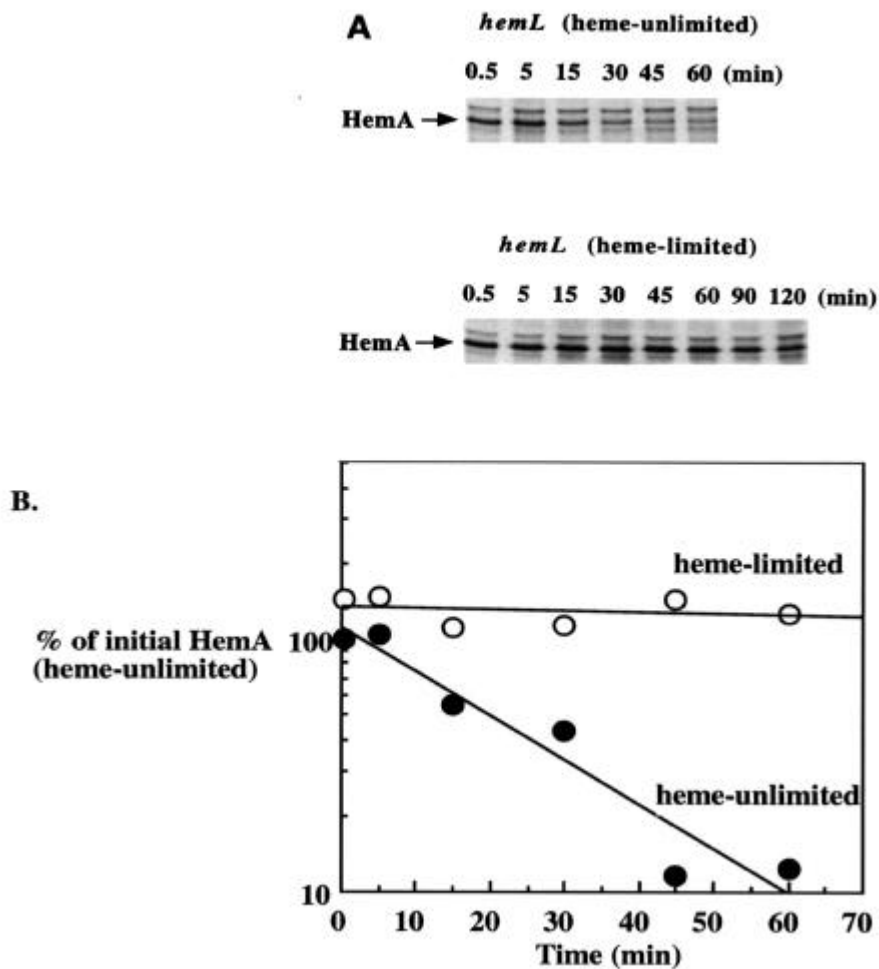 A hemL (heme-unlimited)
0.5 5 15 30 45 60 (min)
HemA
hemL (heme-limited)
0.5 5 15 30 45 60 90 120 (min)
HemA
B.
heme-limited
% of initial HemA
(heme-unlimited)
100
heme-unlimited
10
0 10 20 30 40 50 60 70
Time (min)